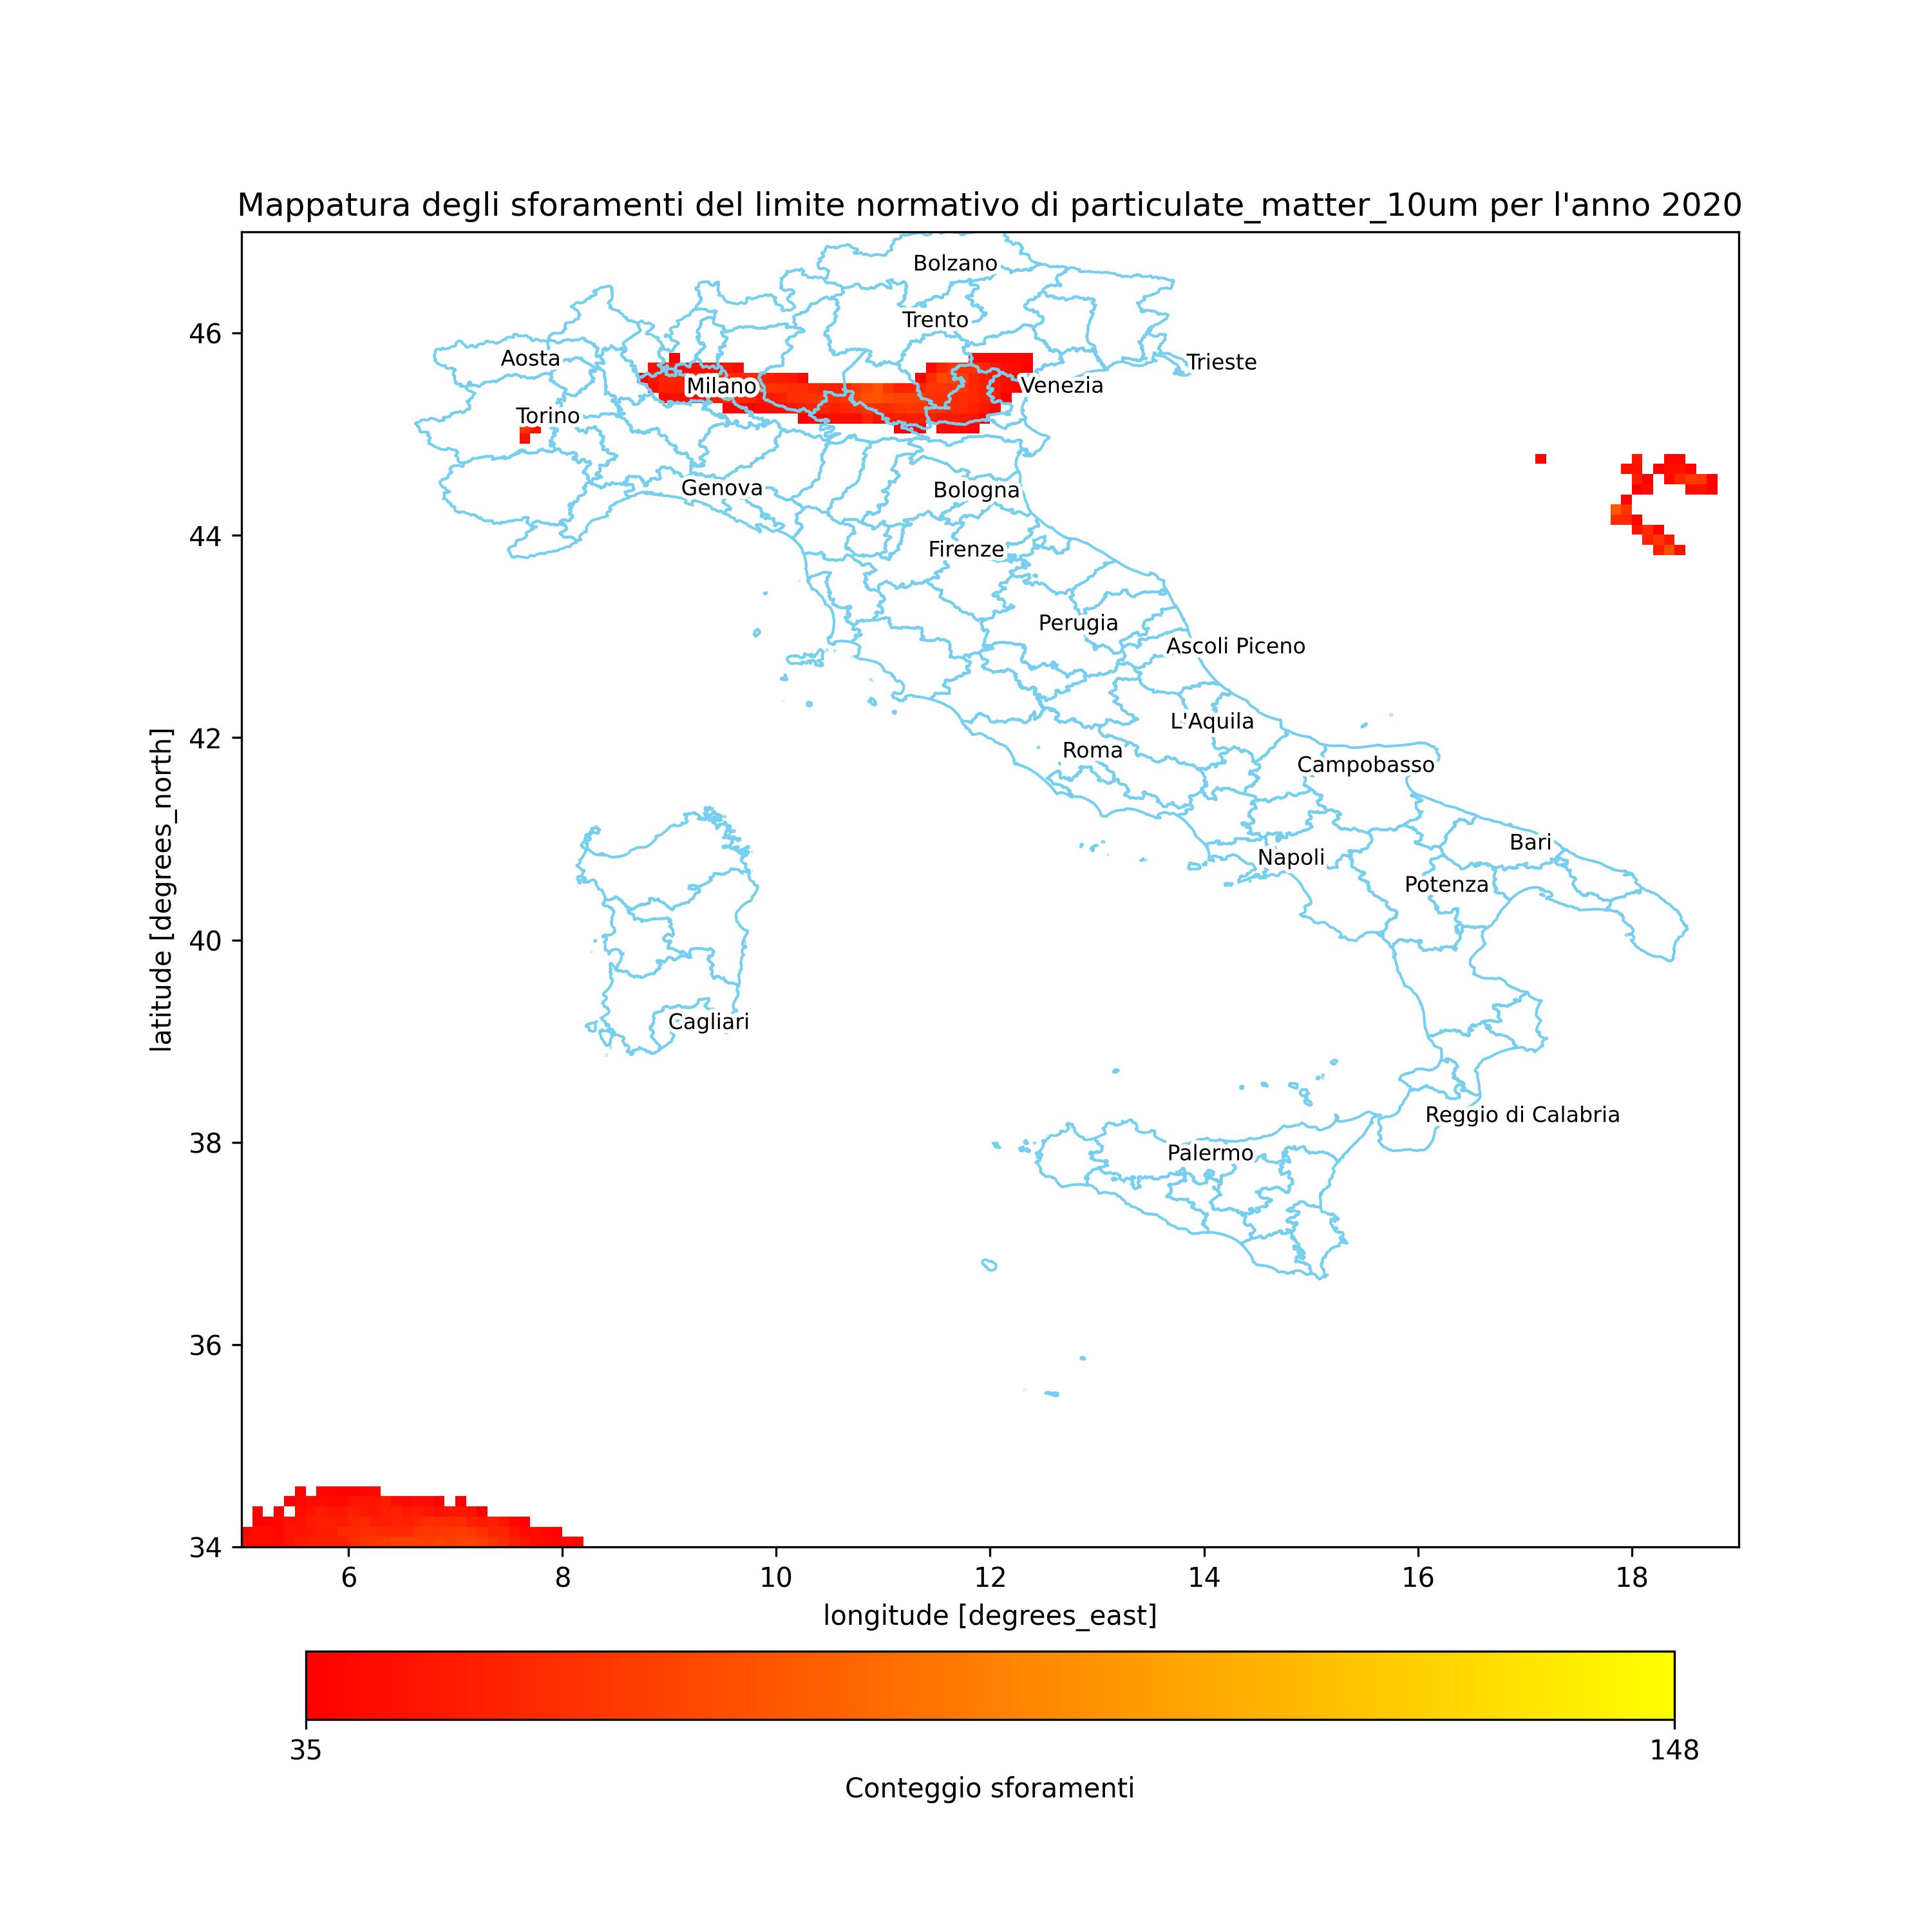 Mappatura degli sforamenti del limite normativo di particulate_matter_10um per l'anno 2020
Bolzano
46
Trento
Aosta
Trieste
Milano
Venezia
Torino
Genova
Bologna
44
Firenze
Perugia
Ascoli Piceno
L'Aquila
42
Roma
Campobasso
Bari
Napoli
Potenza
latitude [degrees_north]
40
Cagliari
Reggio di Calabria
38
Palermo
36
34
6 8 10 12 14 16 18
longitude [degrees_east]
35 148
Conteggio sforamenti